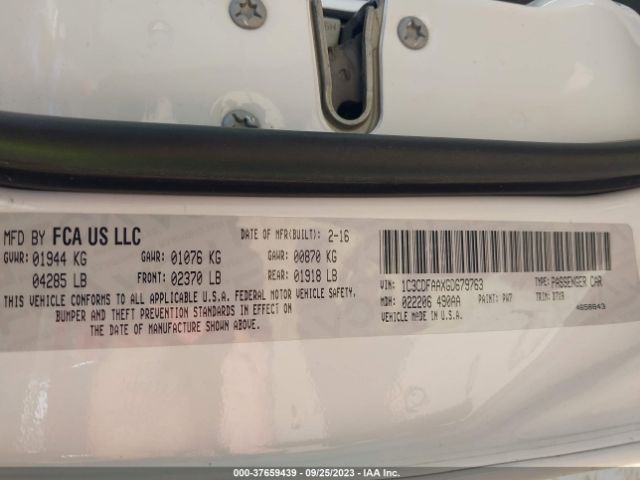 MFD BY FCA US LLC
DATE OF MFR(BUILT): 2-16
GVWR: 01944 KG
GAWR: 01076 KG
GAWR: 00870 KG
04285 LB
FRONT: 02370 LB
REAR: 01918 LB
THIS VEHICLE CONFORMS TO ALL APPLICABLE U.S.A. FEDERAL MOTOR VEHICLE SAFETY,
BUMPER AND THEFT PREVENTION STANDARDS IN EFFECT ON
THE DATE OF MANUFACTURE SHOWN ABOVE.
VIN: 1C3CDFAAXGD679763
TYPE: PASSENGER CAR
MDH: 022206 490AA
PAINT: PW7
VEHICLE MADE IN U.S.A.
4658843
000-37659439 - 09/25/2023 - IAA Inc.